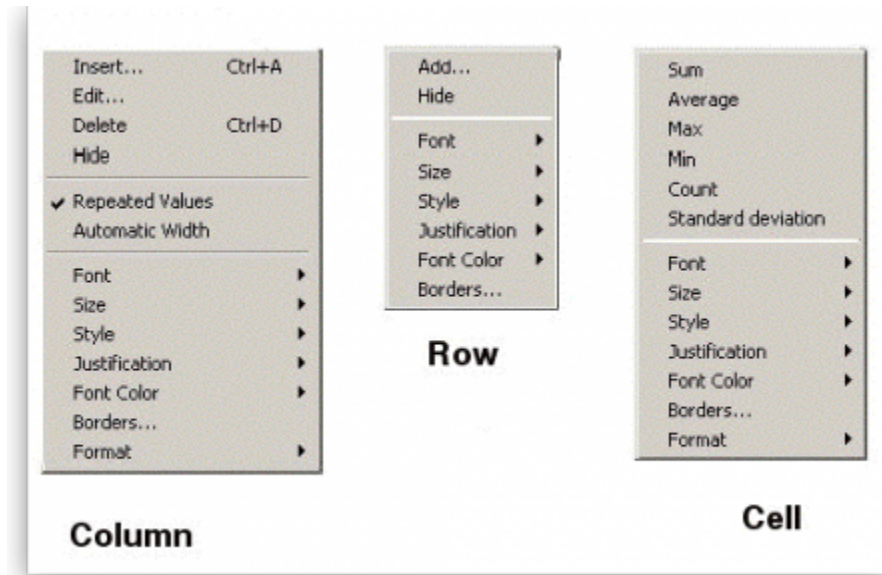 Insert... Ctrl+A
Edit...
Delete Ctrl+D
Hide
Repeated Values
Automatic Width
Font
Size
Style
Justification
Font Color
Borders...
Format
Column
Add...
Hide
Font
Size
Style
Justification
Font Color
Borders...
Row
Sum
Average
Max
Min
Count
Standard deviation
Font
Size
Style
Justification
Font Color
Borders...
Format
Cell